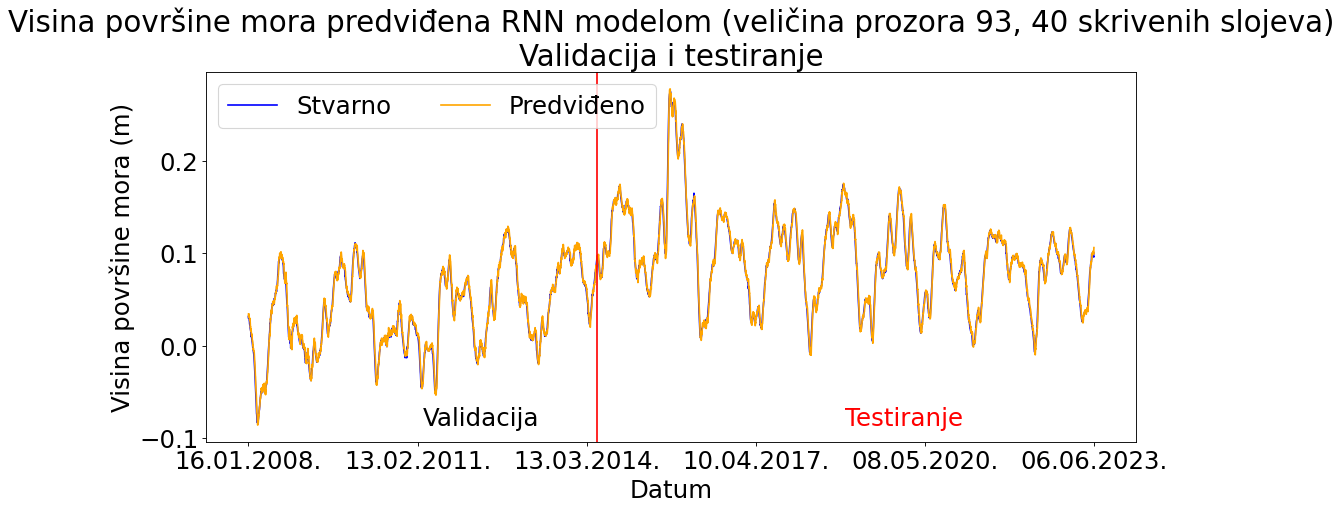 Visina površine mora predviđena RNN modelom (veličina prozora 93, 40 skrivenih slojeva)
Validacija i testiranje
Stvarno
Predviđeno
Visina površine mora (m)
0.2
0.1
0.0
−0.1
Validacija
Testiranje
16.01.2008.
13.02.2011.
13.03.2014.
10.04.2017.
08.05.2020.
06.06.2023.
Datum